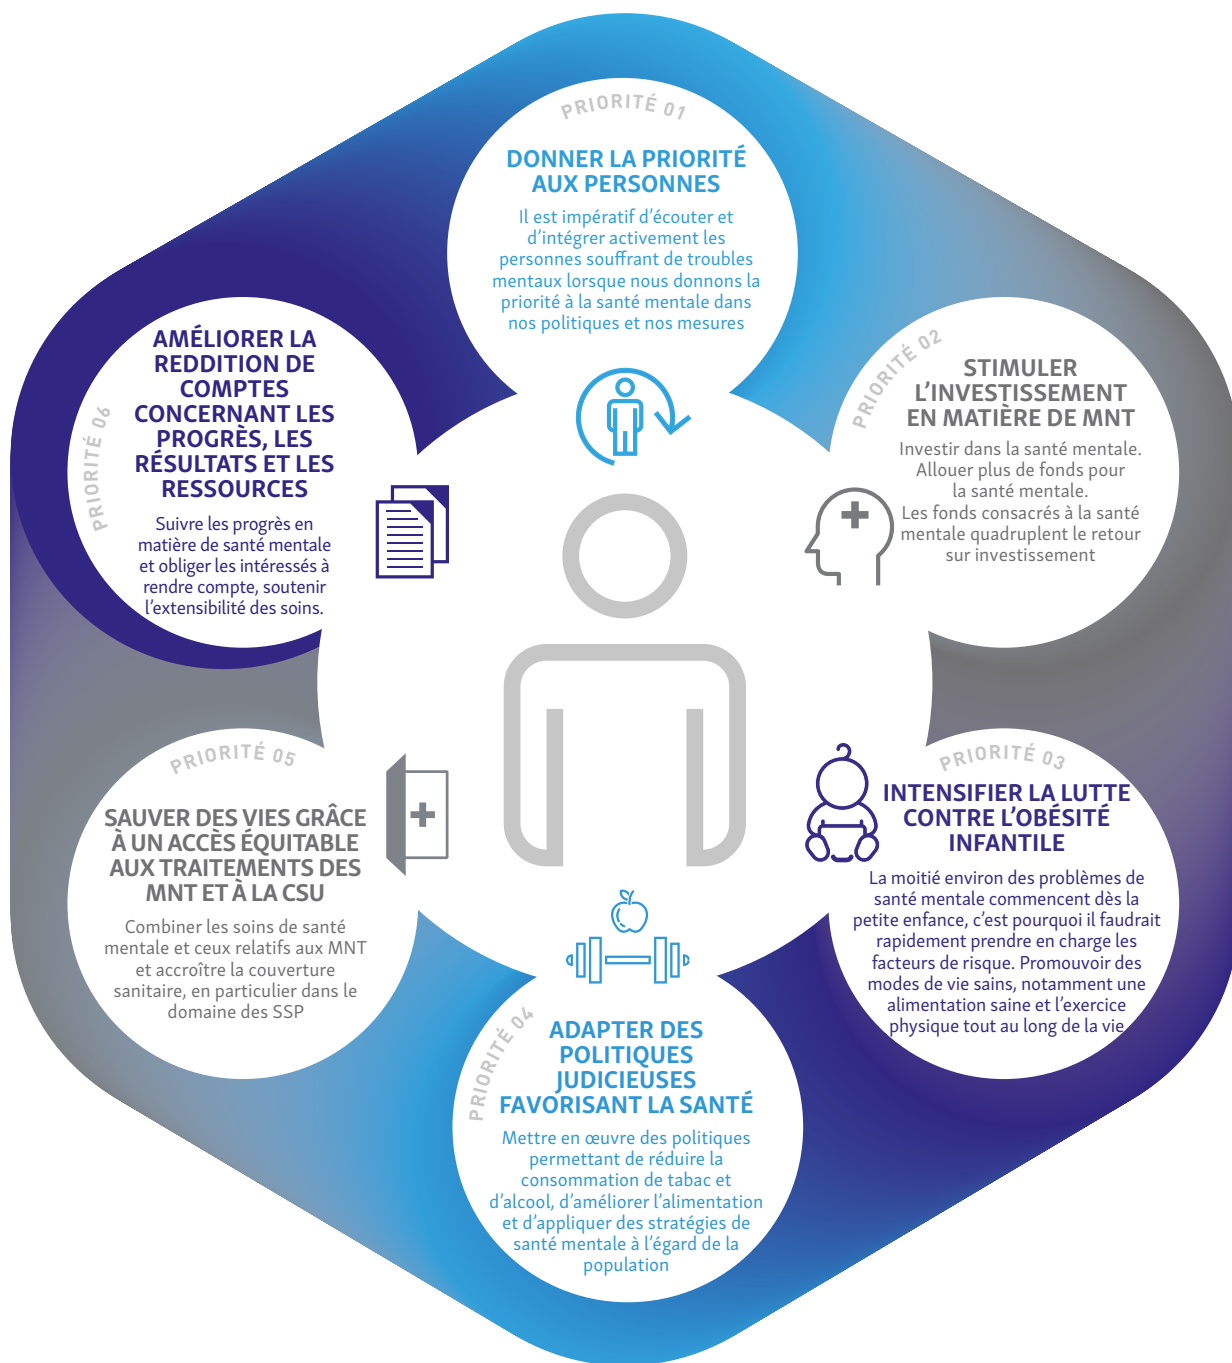 PRIORITÉ 01
DONNER LA PRIORITÉ
AUX PERSONNES
Il est impératif d’écouter et
d’intégrer activement les
personnes souffrant de troubles
mentaux lorsque nous donnons la
priorité à la santé mentale dans
nos politiques et nos mesures
PRIORITÉ 02
STIMULER
L’INVESTISSEMENT
EN MATIÈRE DE MNT
Investir dans la santé mentale.
Allouer plus de fonds pour
la santé mentale.
Les fonds consacrés à la santé
mentale quadruplent le retour
sur investissement
PRIORITÉ 03
INTENSIFIER LA LUTTE
CONTRE L’OBÉSITÉ
INFANTILE
La moitié environ des problèmes de
santé mentale commencent dès la
petite enfance, c’est pourquoi il faudrait
rapidement prendre en charge les
facteurs de risque. Promouvoir des
modes de vie sains, notamment une
alimentation saine et l’exercice
physique tout au long de la vie.
PRIORITÉ 04
ADAPTER DES
POLITIQUES
JUDICIEUSES
FAVORISANT LA SANTÉ
Mettre en œuvre des politiques
permettant de réduire la
consommation de tabac et
d’alcool, d’améliorer l’alimentation
et d’appliquer des stratégies de
santé mentale à l’égard de la
population
PRIORITÉ 05
SAUVER DES VIES GRÂCE
À UN ACCÈS ÉQUITABLE
AUX TRAITEMENTS DES
MNT ET À LA CSU
Combiner les soins de santé
mentale et ceux relatifs aux MNT
et accroître la couverture
sanitaire, en particulier dans le
domaine des SSP
PRIORITÉ 06
AMÉLIORER LA
REDDITION DE
COMPTES
CONCERNANT LES
PROGRÈS, LES
RÉSULTATS ET LES
RESSOURCES
Suivre les progrès en
matière de santé mentale
et obliger les intéressés à
rendre compte, soutenir
l’extensibilité des soins.